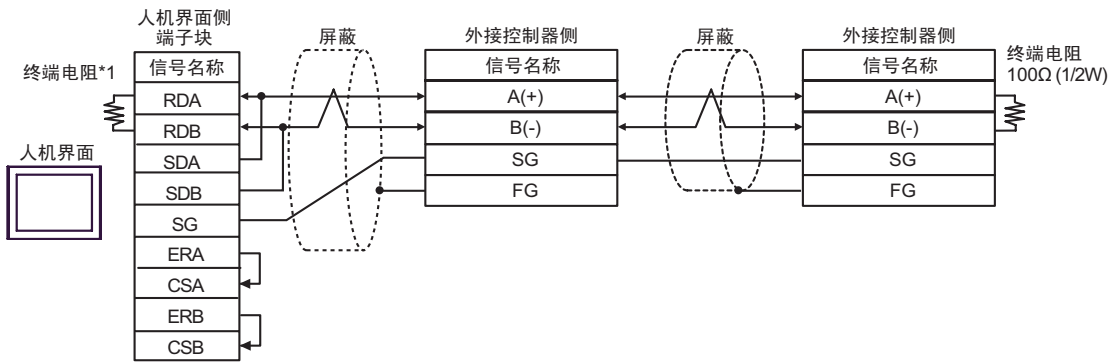 人机界面侧
端子块
终端电阻*1
人机界面
信号名称
RDA
RDB
SDA
SDB
SG
ERA
CSA
ERB
CSB
屏蔽
外接控制器侧
信号名称
A(+)
B(-)
SG
FG
屏蔽
外接控制器侧
信号名称
A(+)
B(-)
SG
FG
终端电阻
100Ω (1/2W)